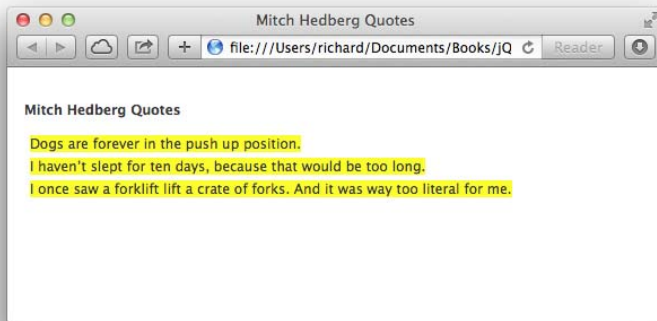 Mitch Hedberg Quotes
file:///Users/richard/Documents/Books/jQ
Reader
Mitch Hedberg Quotes
Dogs are forever in the push up position.
I haven't slept for ten days, because that would be too long.
I once saw a forklift lift a crate of forks. And it was way too literal for me.